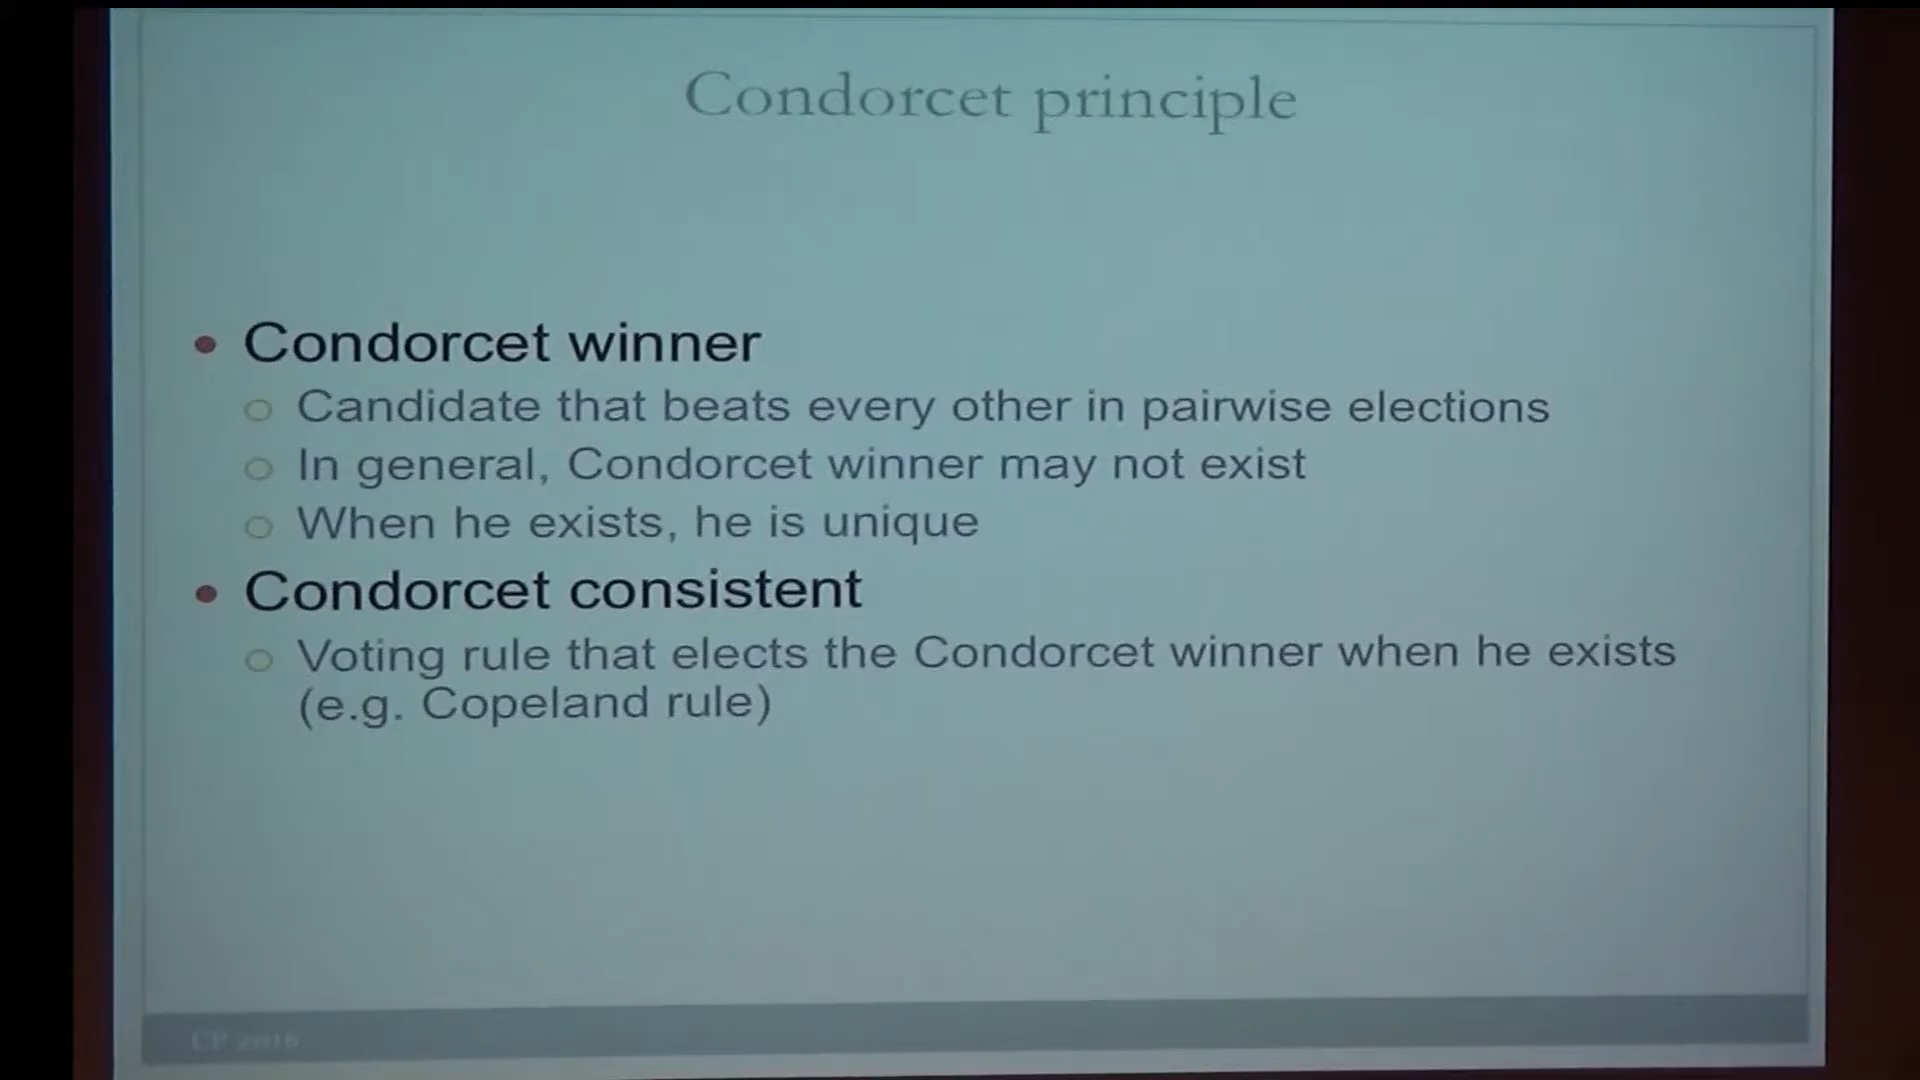 Condorcet principle
• Condorcet winner
○ Candidate that beats every other in pairwise elections
○ In general, Condorcet winner may not exist
○ When he exists, he is unique
• Condorcet consistent
○ Voting rule that elects the Condorcet winner when he exists
(e.g. Copeland rule)
CP 2016